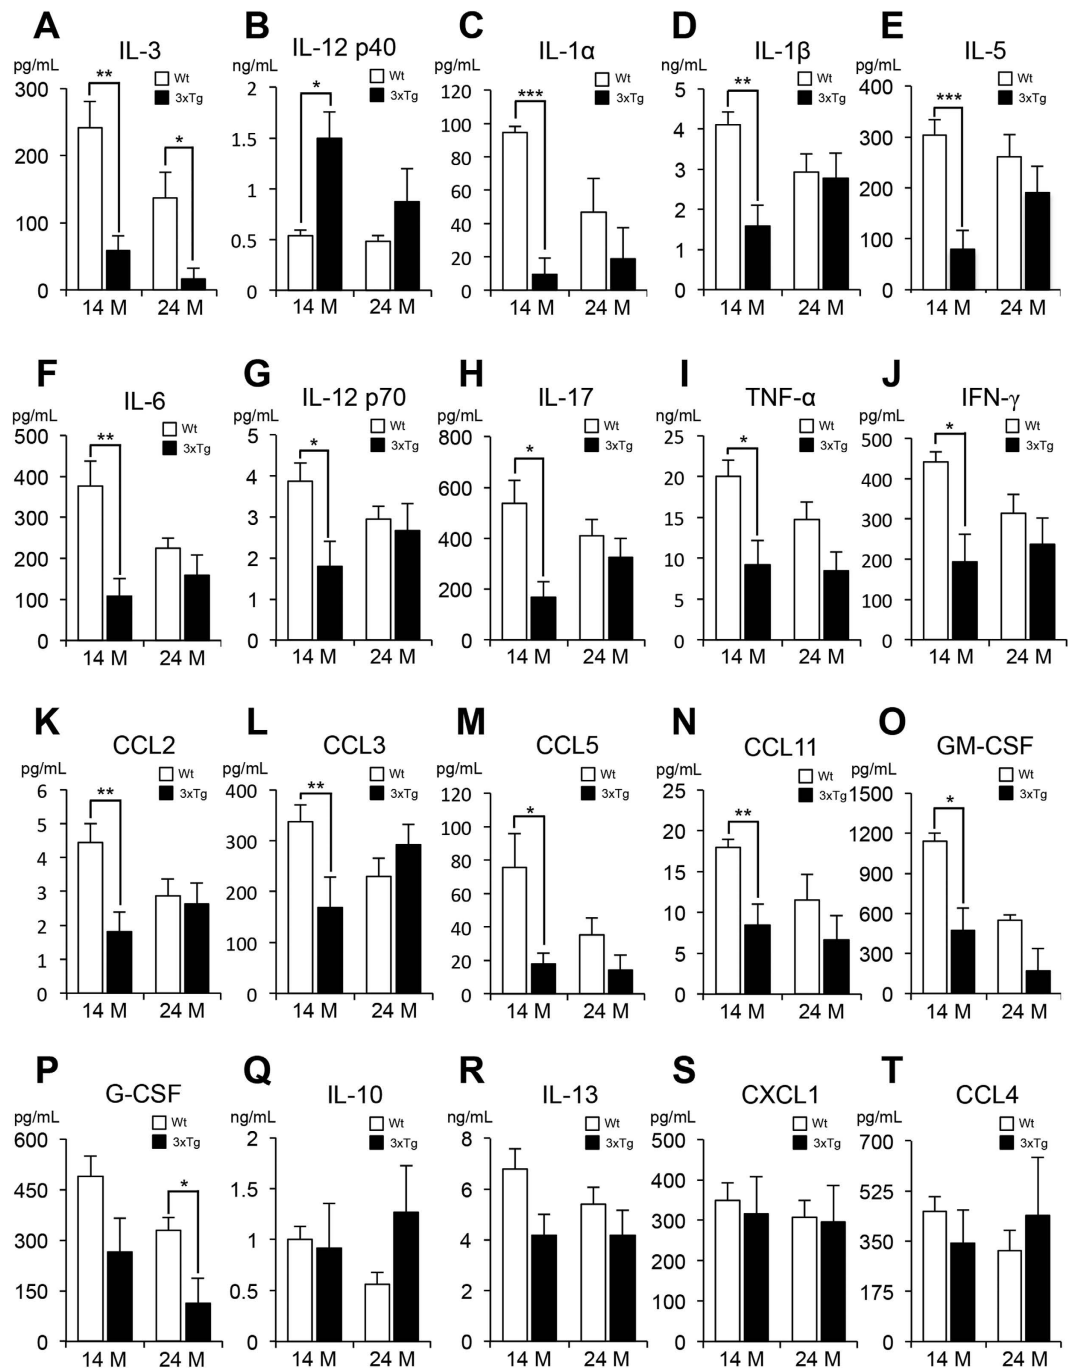 A B C D E
IL-3 IL-12 p40 IL-1α IL-1β IL-5
pg/mL ng/mL pg/mL ng/mL pg/mL
Wt Wt Wt Wt Wt
3xTg 3xTg 3xTg 3xTg 3xTg
** * *** ** ***
*
300 2 120 5 400
200 1.5 100 4 300
100 1 80 3 200
0 0.5 60 2 100
0 40 1 0
20 0
0
14 M 24 M 14 M 24 M 14 M 24 M 14 M 24 M 14 M 24 M
F G H I J
IL-6 IL-12 p70 IL-17 TNF-α IFN-γ
pg/mL pg/mL pg/mL ng/mL pg/mL
Wt Wt Wt Wt Wt
3xTg 3xTg 3xTg 3xTg 3xTg
** * * * *
500 5 800 25 500
400 4 600 20 400
300 3 400 15 300
200 2 200 10 200
100 1 0 5 100
0 0 0 0
14 M 24 M 14 M 24 M 14 M 24 M 14 M 24 M 14 M 24 M
K L M N O
CCL2 CCL3 CCL5 CCL11 GM-CSF
pg/mL pg/mL pg/mL pg/mL pg/mL
Wt Wt Wt Wt Wt
3xTg 3xTg 3xTg 3xTg 3xTg
** ** * ** *
6 400 120 25 1500
5 300 100 20 1200
4 200 80 15 900
3 100 60 10 600
2 0 40 5 300
1 20 0 0
0 0
14 M 24 M 14 M 24 M 14 M 24 M 14 M 24 M 14 M 24 M
P Q R S T
G-CSF IL-10 IL-13 CXCL1 CCL4
pg/mL ng/mL ng/mL pg/mL pg/mL
Wt Wt Wt Wt Wt
3xTg 3xTg 3xTg 3xTg 3xTg
*
600 2 8 500 700
450 1.5 6 400 525
300 1 4 300 350
150 0.5 2 200 175
0 0 0 100 0
0
14 M 24 M 14 M 24 M 14 M 24 M 14 M 24 M 14 M 24 M